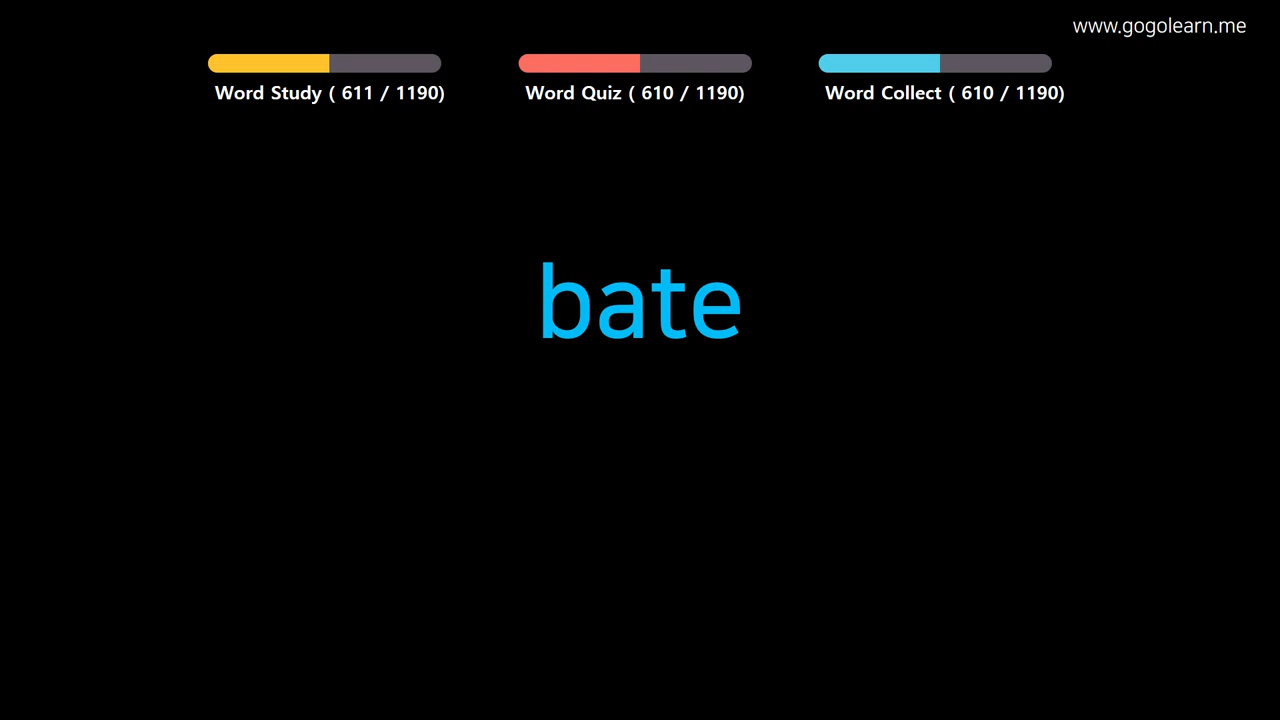 www.gogolearn.me
Word Study ( 611 / 1190)
Word Quiz ( 610 / 1190)
Word Collect ( 610 / 1190)
bate